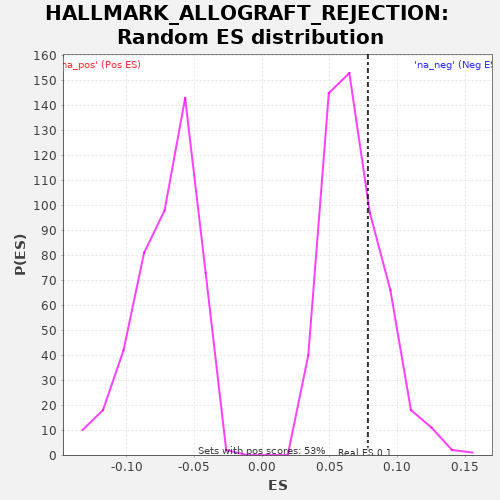 HALLMARK_ALLOGRAFT_REJECTION:
Random ES distribution
'na_pos' (Pos ES)
'na_neg' (Neg ES
160
150
140
130
120
110
100
90
80
70
60
50
40
30
20
10
0
P(ES)
Sets with pos scores: 53%
Real ES 0.1
-0.10 -0.05 0.00 0.05 0.10 0.15
ES